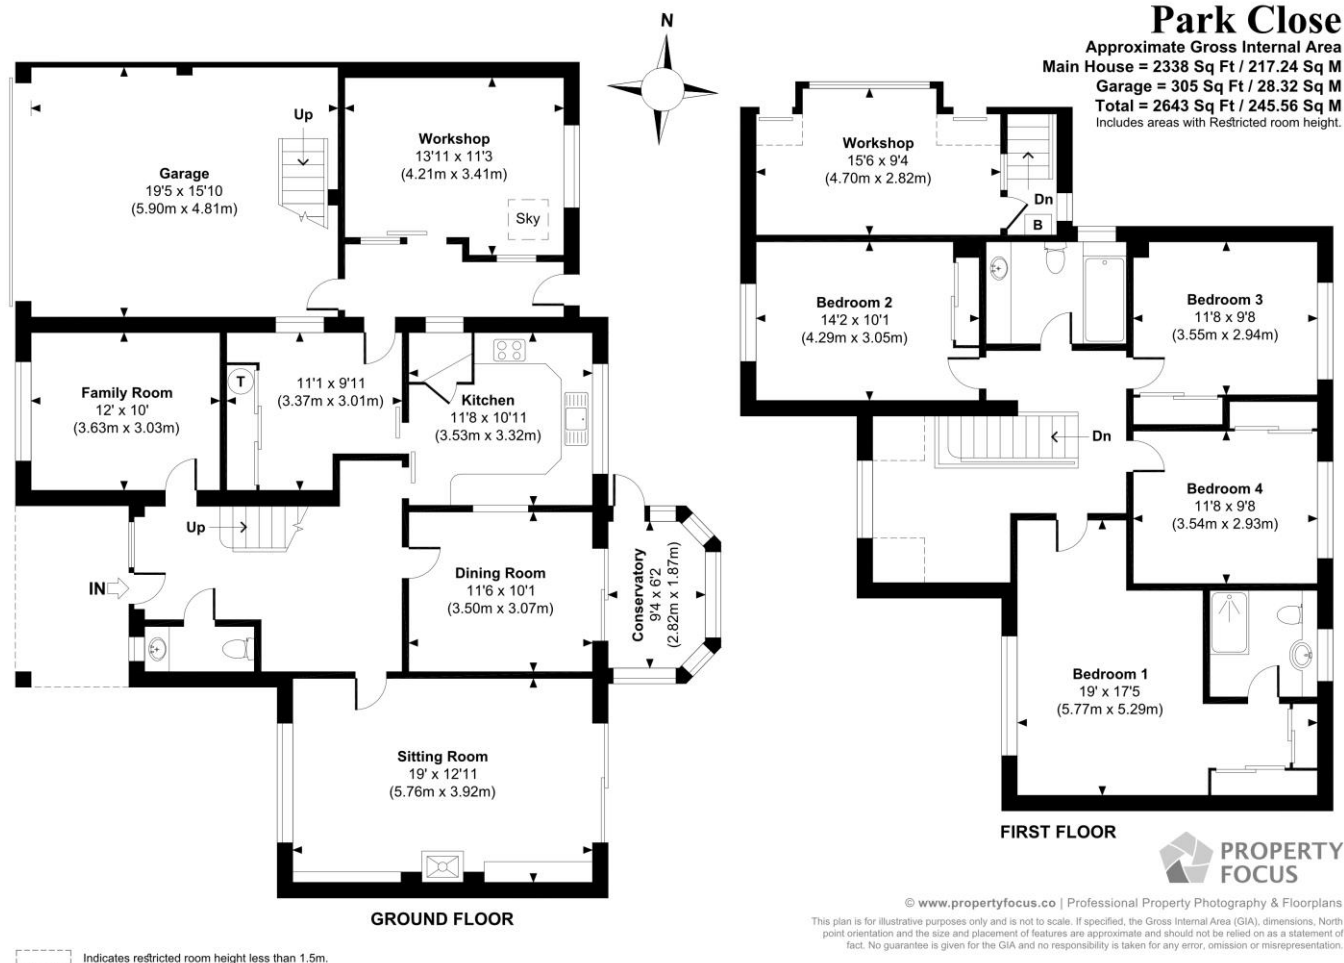 Park Close
Approximate Gross Internal Area
Main House = 2338 Sq Ft / 217.24 Sq M
Garage = 305 Sq Ft / 28.32 Sq M
Total = 2643 Sq Ft / 245.56 Sq M
Includes areas with Restricted room height.
N
Garage
19'5 x 15'10
(5.90m x 4.81m)
Up
Workshop
13'11 x 11'3
(4.21m x 3.41m)
Sky
Family Room
12' x 10'
(3.63m x 3.03m)
T
11'1 x 9'11
(3.37m x 3.01m)
Kitchen
11'8 x 10'11
(3.53m x 3.32m)
Up
IN
Dining Room
11'6 x 10'1
(3.50m x 3.07m)
Conservatory
9'4 x 6'2
(2.82m x 1.87m)
Sitting Room
19' x 12'11
(5.76m x 3.92m)
GROUND FLOOR
Workshop
15'6 x 9'4
(4.70m x 2.82m)
Dn
B
Bedroom 2
14'2 x 10'1
(4.29m x 3.05m)
Bedroom 3
11'8 x 9'8
(3.55m x 2.94m)
Dn
Bedroom 4
11'8 x 9'8
(3.54m x 2.93m)
Bedroom 1
19' x 17'5
(5.77m x 5.29m)
FIRST FLOOR
PROPERTY
FOCUS
© www.propertyfocus.co | Professional Property Photography & Floorplans
This plan is for illustrative purposes only and is not to scale. If specified, the Gross Internal Area (GIA), dimensions, North
point orientation and the size and placement of features are approximate and should not be relied on as a statement of
fact. No guarantee is given for the GIA and no responsibility is taken for any error, omission or misrepresentation.
Indicates restricted room height less than 1.5m.